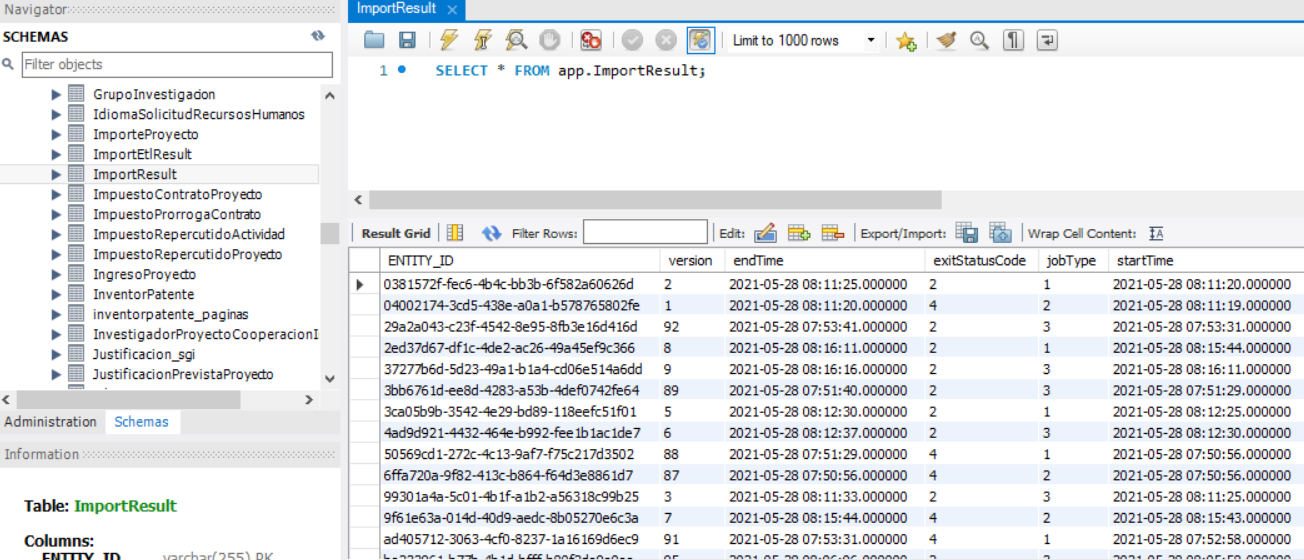 Navigator
SCHEMAS
Filter objects
GrupoInvestigacion
IdiomaSolicitudRecursosHumanos
ImporteProyecto
ImportEtlResult
ImportResult
ImpuestoContratoProyecto
ImpuestoProrrogaContrato
ImpuestoRepercutidoActividad
ImpuestoRepercutidoProyecto
IngresoProyecto
InventorPatente
inventorpatente_paginas
InvestigadorProyectoCooperacionI
Justificacion_sgi
JustificacionPrevistaProyecto
Administration Schemas
Information
Table: ImportResult
Columns:
ENTITY_ID varchar(255) PK
ImportResult
Limit to 1000 rows
1 SELECT * FROM app.ImportResult;
Result Grid Filter Rows: Edit: Export/Import: Wrap Cell Content:
ENTITY_ID version endTime exitStatusCode jobType startTime
0381572f-fec6-4b4c-bb3b-6f582a60626d 2 2021-05-28 08:11:25.000000 2 1 2021-05-28 08:11:20.000000
04002174-3cd5-438e-a0a1-b578765802fe 1 2021-05-28 08:11:20.000000 4 2 2021-05-28 08:11:19.000000
29a2a043-c23f-4542-8e95-8fb3e16d416d 92 2021-05-28 07:53:41.000000 2 3 2021-05-28 07:53:31.000000
2ed37d67-df1c-4de2-ac26-49a45ef9c366 8 2021-05-28 08:16:11.000000 2 1 2021-05-28 08:15:44.000000
37277b6d-5d23-49a1-b1a4-cd06e514a6dd 9 2021-05-28 08:16:16.000000 2 3 2021-05-28 08:16:11.000000
3bb6761d-ee8d-4283-a53b-4def0742fe64 89 2021-05-28 07:51:40.000000 2 3 2021-05-28 07:51:29.000000
3ca05b9b-3542-4e29-bd89-118eefc51f01 5 2021-05-28 08:12:30.000000 2 1 2021-05-28 08:12:25.000000
4ad9d921-4432-464e-b992-fee1b1ac1de7 6 2021-05-28 08:12:37.000000 2 3 2021-05-28 08:12:30.000000
50569cd1-272c-4c13-9af7-f75c217d3502 88 2021-05-28 07:51:29.000000 4 1 2021-05-28 07:50:56.000000
6ffa720a-9f82-413c-b864-f64d3e8861d7 87 2021-05-28 07:50:56.000000 4 2 2021-05-28 07:50:56.000000
99301a4a-5c01-4b1f-a1b2-a56318c99b25 3 2021-05-28 08:11:33.000000 2 3 2021-05-28 08:11:25.000000
9f61e63a-014d-40d9-aedc-8b05270e6c3a 7 2021-05-28 08:15:44.000000 4 2 2021-05-28 08:15:43.000000
ad405712-3063-4cf0-8237-1a16169d6ec9 91 2021-05-28 07:53:31.000000 4 1 2021-05-28 07:52:58.000000